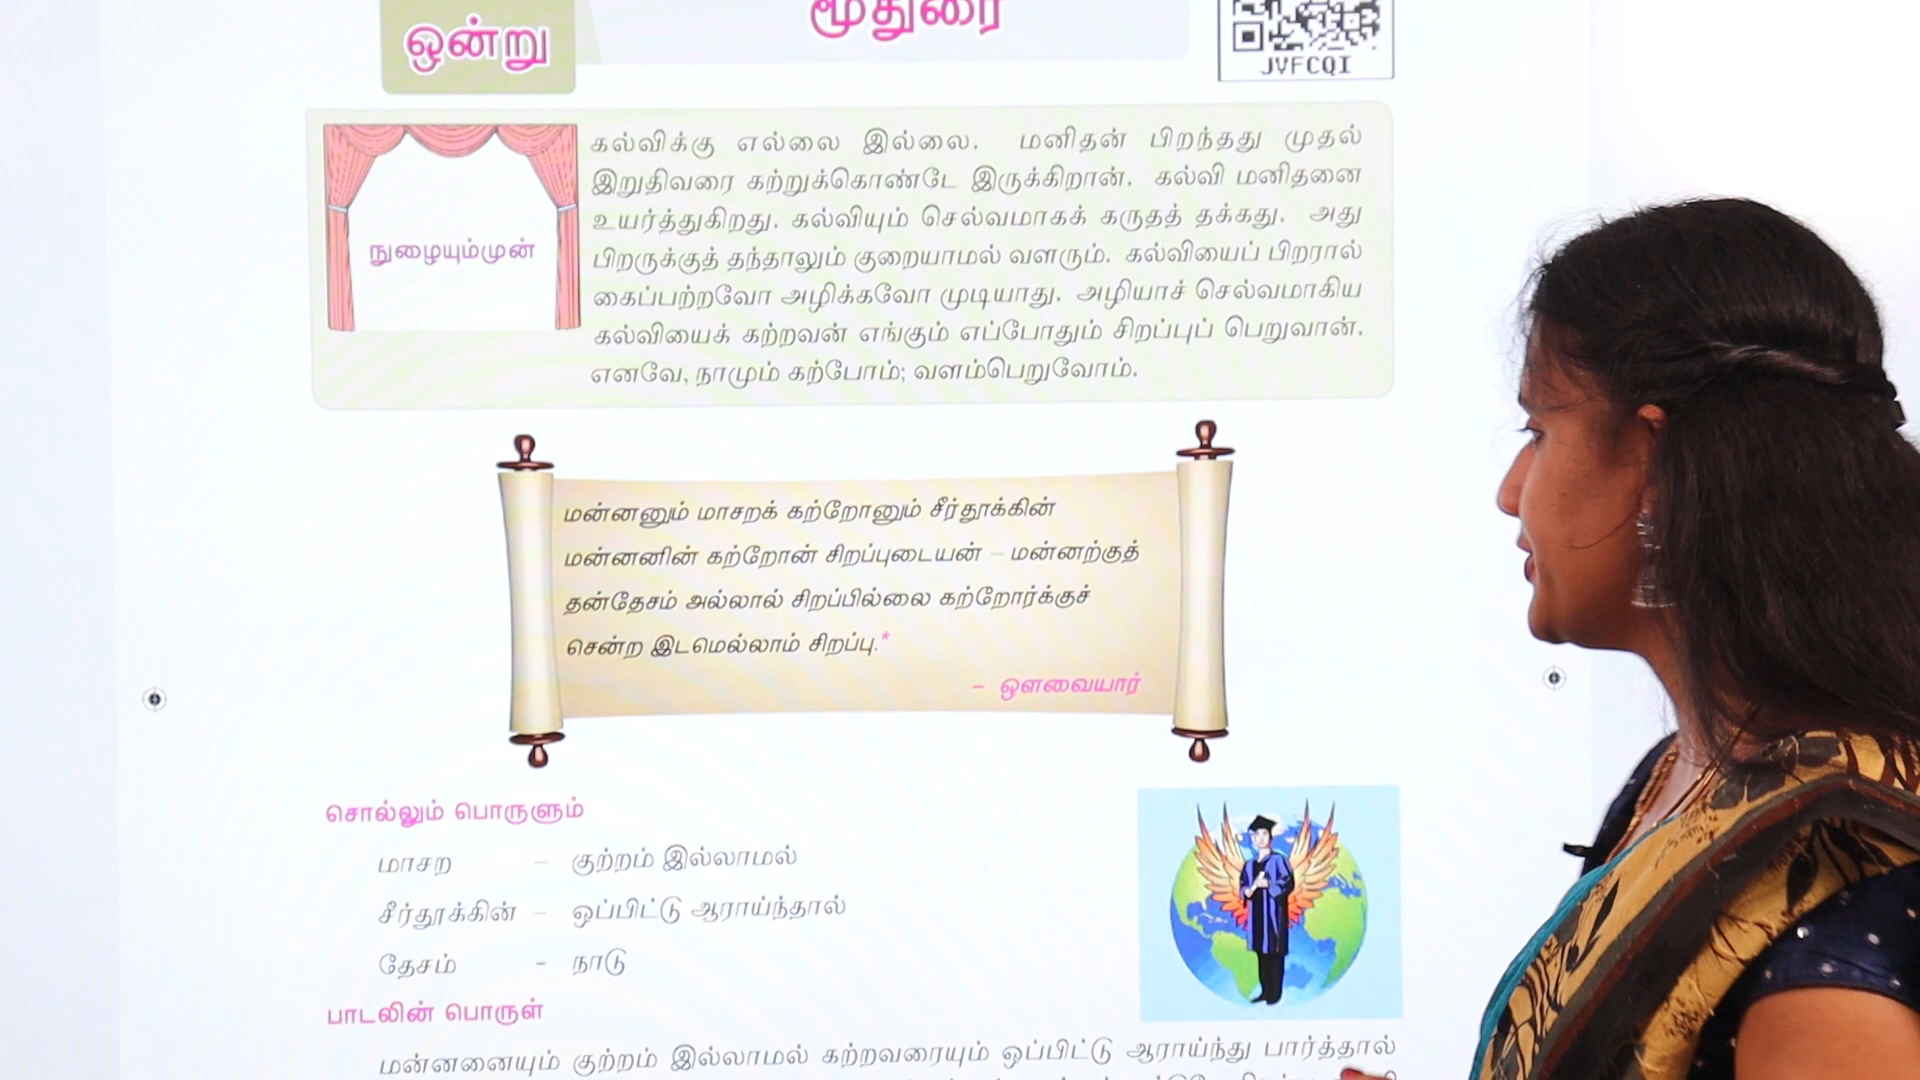 ஒன்று
மூதுரை
JVFCQI
நுழையும்முன்
கல்விக்கு எல்லை இல்லை. மனிதன் பிறந்தது முதல்
இறுதிவரை கற்றுக்கொண்டே இருக்கிறான். கல்வி மனிதனை
உயர்த்துகிறது. கல்வியும் செல்வமாகக் கருதத் தக்கது. அது
பிறருக்குத் தந்தாலும் குறையாமல் வளரும். கல்வியைப் பிறரால்
கைப்பற்றவோ அழிக்கவோ முடியாது. அழியாச் செல்வமாகிய
கல்வியைக் கற்றவன் எங்கும் எப்போதும் சிறப்புப் பெறுவான்.
எனவே, நாமும் கற்போம்; வளம்பெறுவோம்.
மன்னனும் மாசறக் கற்றோனும் சீர்தூக்கின்
மன்னனின் கற்றோன் சிறப்புடையன் – மன்னற்குத்
தன்தேசம் அல்லால் சிறப்பில்லை கற்றோர்க்குச்
சென்ற இடமெல்லாம் சிறப்பு.*
– ஔவையார்
சொல்லும் பொருளும்
மாசற – குற்றம் இல்லாமல்
சீர்தூக்கின் – ஒப்பிட்டு ஆராய்ந்தால்
தேசம் - நாடு
பாடலின் பொருள்
மன்னனையும் குற்றம் இல்லாமல் கற்றவரையும் ஒப்பிட்டு ஆராய்ந்து பார்த்தால்